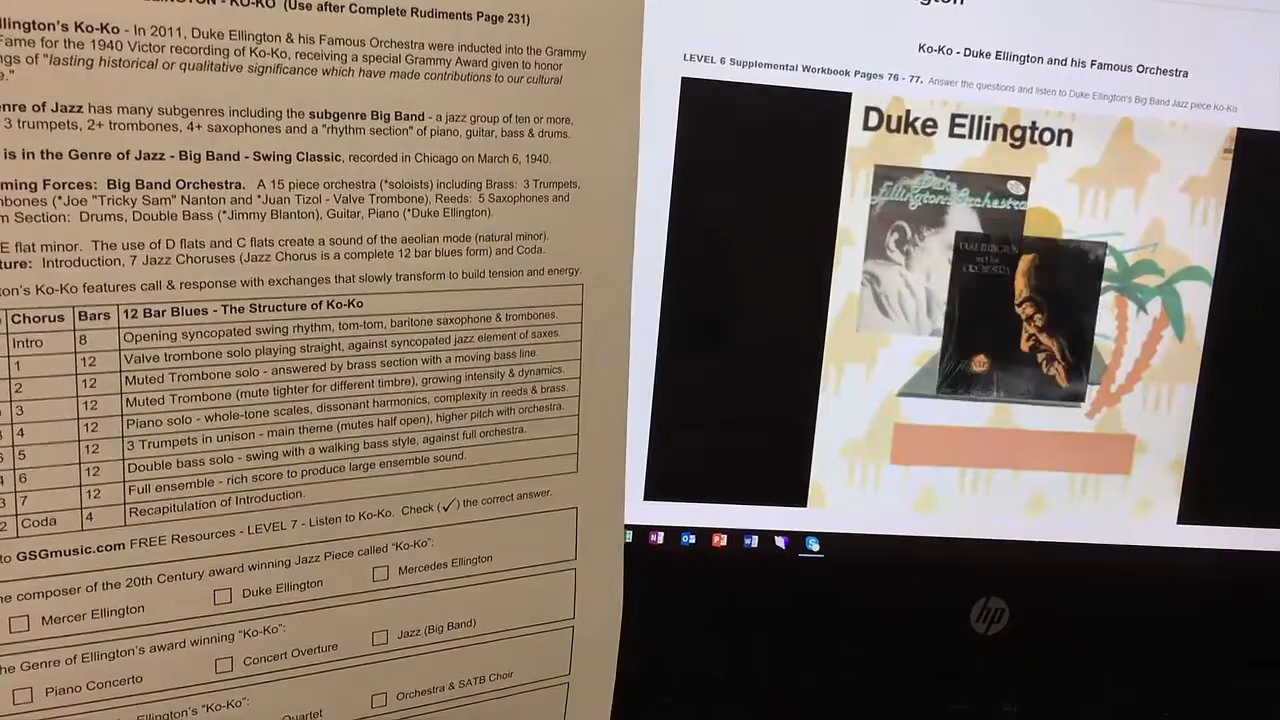 KO-KO (Use after Complete Rudiments Page 231)
llington's Ko-Ko - In 2011, Duke Ellington & his Famous Orchestra were inducted into the Grammy
Fame for the 1940 Victor recording of Ko-Ko, receiving a special Grammy Award given to honor
gs of "lasting historical or qualitative significance which have made contributions to our cultural
e."
nre of Jazz has many subgenres including the subgenre Big Band - a jazz group of ten or more,
3 trumpets, 2+ trombones, 4+ saxophones and a "rhythm section" of piano, guitar, bass & drums.
is in the Genre of Jazz - Big Band - Swing Classic, recorded in Chicago on March 6, 1940.
ming Forces: Big Band Orchestra. A 15 piece orchestra (*soloists) including Brass: 3 Trumpets,
mbones (*Joe "Tricky Sam" Nanton and *Juan Tizol - Valve Trombone), Reeds: 5 Saxophones and
m Section: Drums, Double Bass (*Jimmy Blanton), Guitar, Piano (*Duke Ellington).
E flat minor. The use of D flats and C flats create a sound of the aeolian mode (natural minor).
ture: Introduction, 7 Jazz Choruses (Jazz Chorus is a complete 12 bar blues form) and Coda.
ton's Ko-Ko features call & response with exchanges that slowly transform to build tension and energy.
Chorus Bars 12 Bar Blues - The Structure of Ko-Ko
Intro 8 Opening syncopated swing rhythm, tom-tom, baritone saxophone & trombones.
1 12 Valve trombone solo playing straight, against syncopated jazz element of saxes.
2 12 Muted Trombone solo - answered by brass section with a moving bass line.
3 12 Muted Trombone (mute tighter for different timbre), growing intensity & dynamics.
4 12 Piano solo - whole-tone scales, dissonant harmonics, complexity in reeds & brass.
5 12 3 Trumpets in unison - main theme (mutes half open), higher pitch with orchestra.
6 12 Double bass solo - swing with a walking bass style, against full orchestra.
7 12 Full ensemble - rich score to produce large ensemble sound.
Coda 4 Recapitulation of Introduction.
to GSGmusic.com FREE Resources - LEVEL 7 - Listen to Ko-Ko. Check (✓) the correct answer.
he composer of the 20th Century award winning Jazz Piece called "Ko-Ko":
Mercer Ellington Duke Ellington Mercedes Ellington
he Genre of Ellington's award winning "Ko-Ko":
Piano Concerto Concert Overture Jazz (Big Band)
Ellington's "Ko-Ko":
Quartet Orchestra & SATB Choir
gton
Ko-Ko - Duke Ellington and his Famous Orchestra
LEVEL 6 Supplemental Workbook Pages 76 - 77. Answer the questions and listen to Duke Ellington's Big Band Jazz piece Ko-Ko
Duke Ellington
Duke
Ellington Orchestra
DUKE ELLINGTON
and his
ORCHESTRA
hp